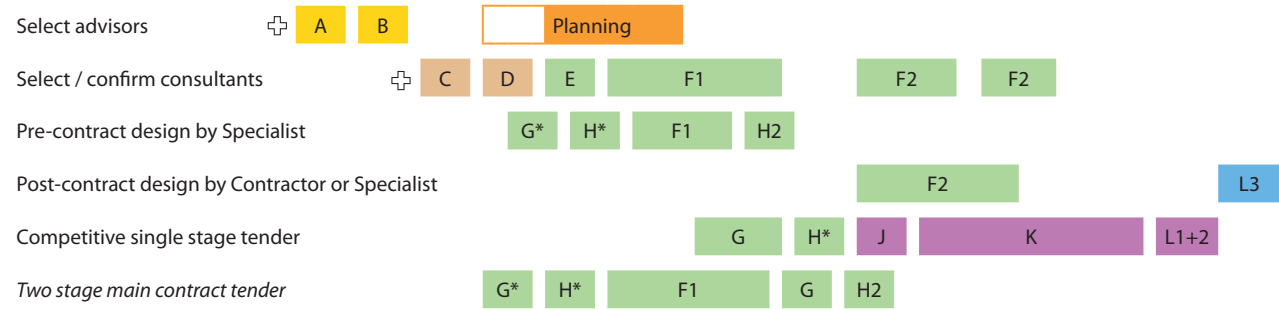 Select advisors A B Planning
Select / confirm consultants C D E F1 F2 F2
Pre-contract design by Specialist G* H* F1 H2
Post-contract design by Contractor or Specialist F2 L3
Competitive single stage tender G H* J K L1+2
Two stage main contract tender G* H* F1 G H2